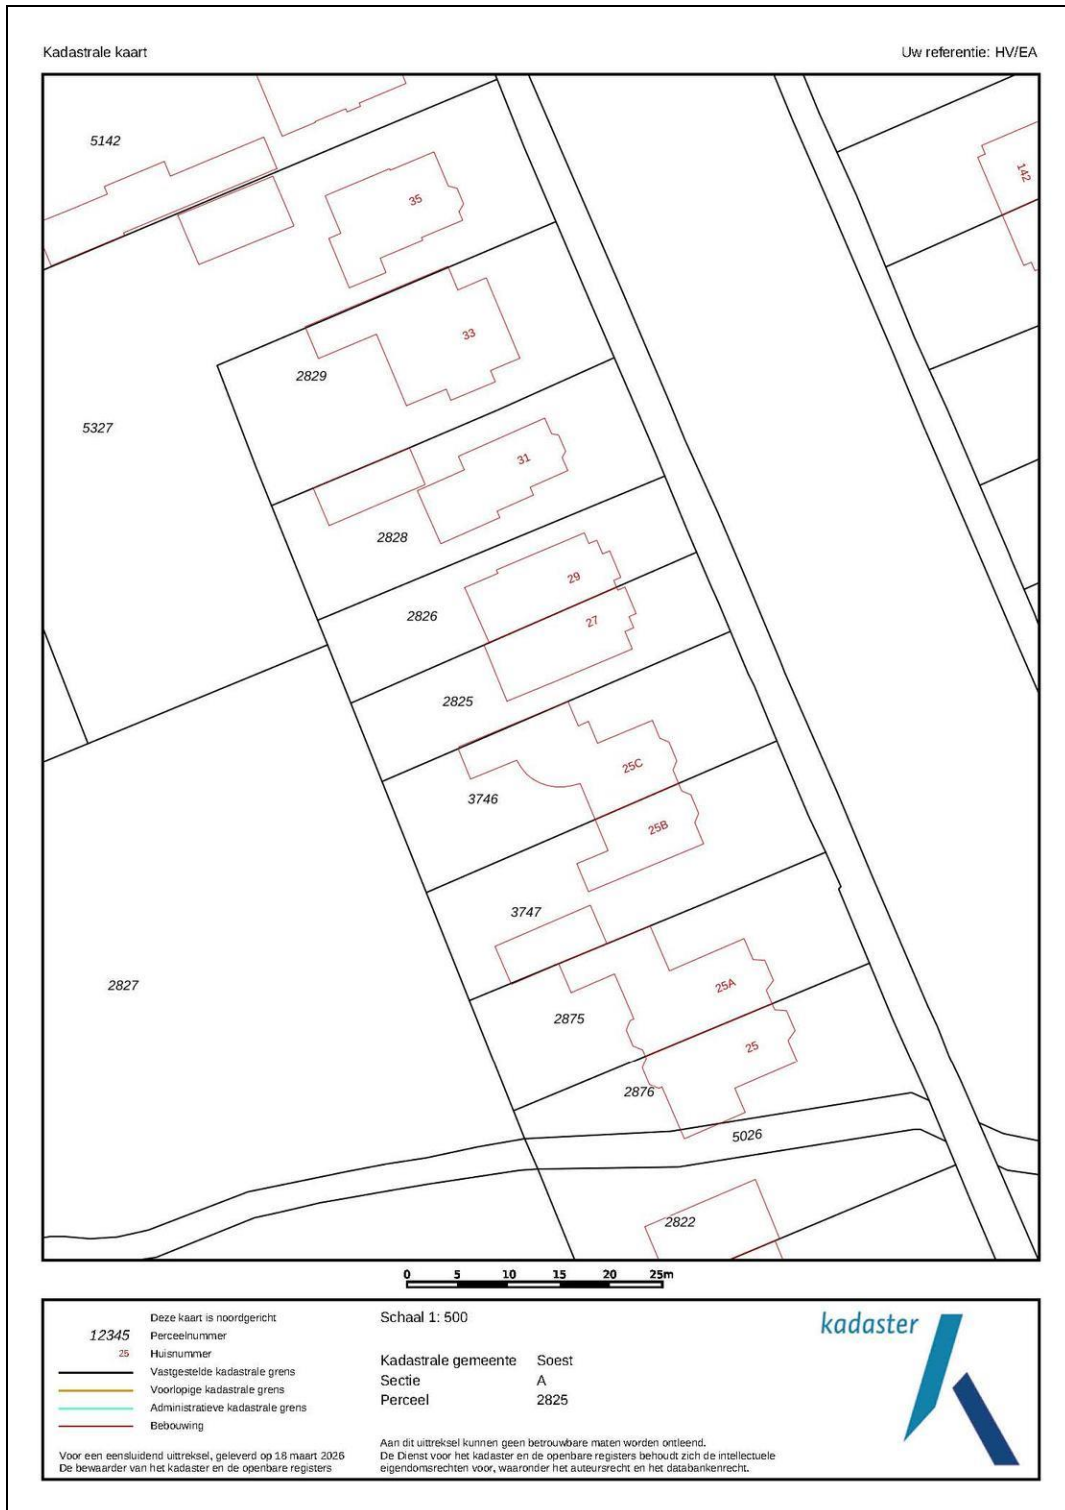 Kadastrale kaart
Uw referentie: HV/EA
5142
35
142
33
2829
5327
31
2828
29
2826
27
2825
25C
3746
25B
3747
25A
2827
2875
25
2876
5026
2822
0 5 10 15 20 25m
Deze kaart is noordgericht
12345 Perceelnummer
25 Huisnummer
Vastgestelde kadastrale grens
Voorlopige kadastrale grens
Administratieve kadastrale grens
Bebouwing
Voor een eensluidend uittreksel, geleverd op 18 maart 2026
De bewaarder van het kadaster en de openbare registers
Schaal 1: 500
Kadastrale gemeente Soest
Sectie A
Perceel 2825
Aan dit uittreksel kunnen geen betrouwbare maten worden ontleend.
De Dienst voor het kadaster en de openbare registers behoudt zich de intellectuele
eigendomsrechten voor, waaronder het auteursrecht en het databankenrecht.
kadaster